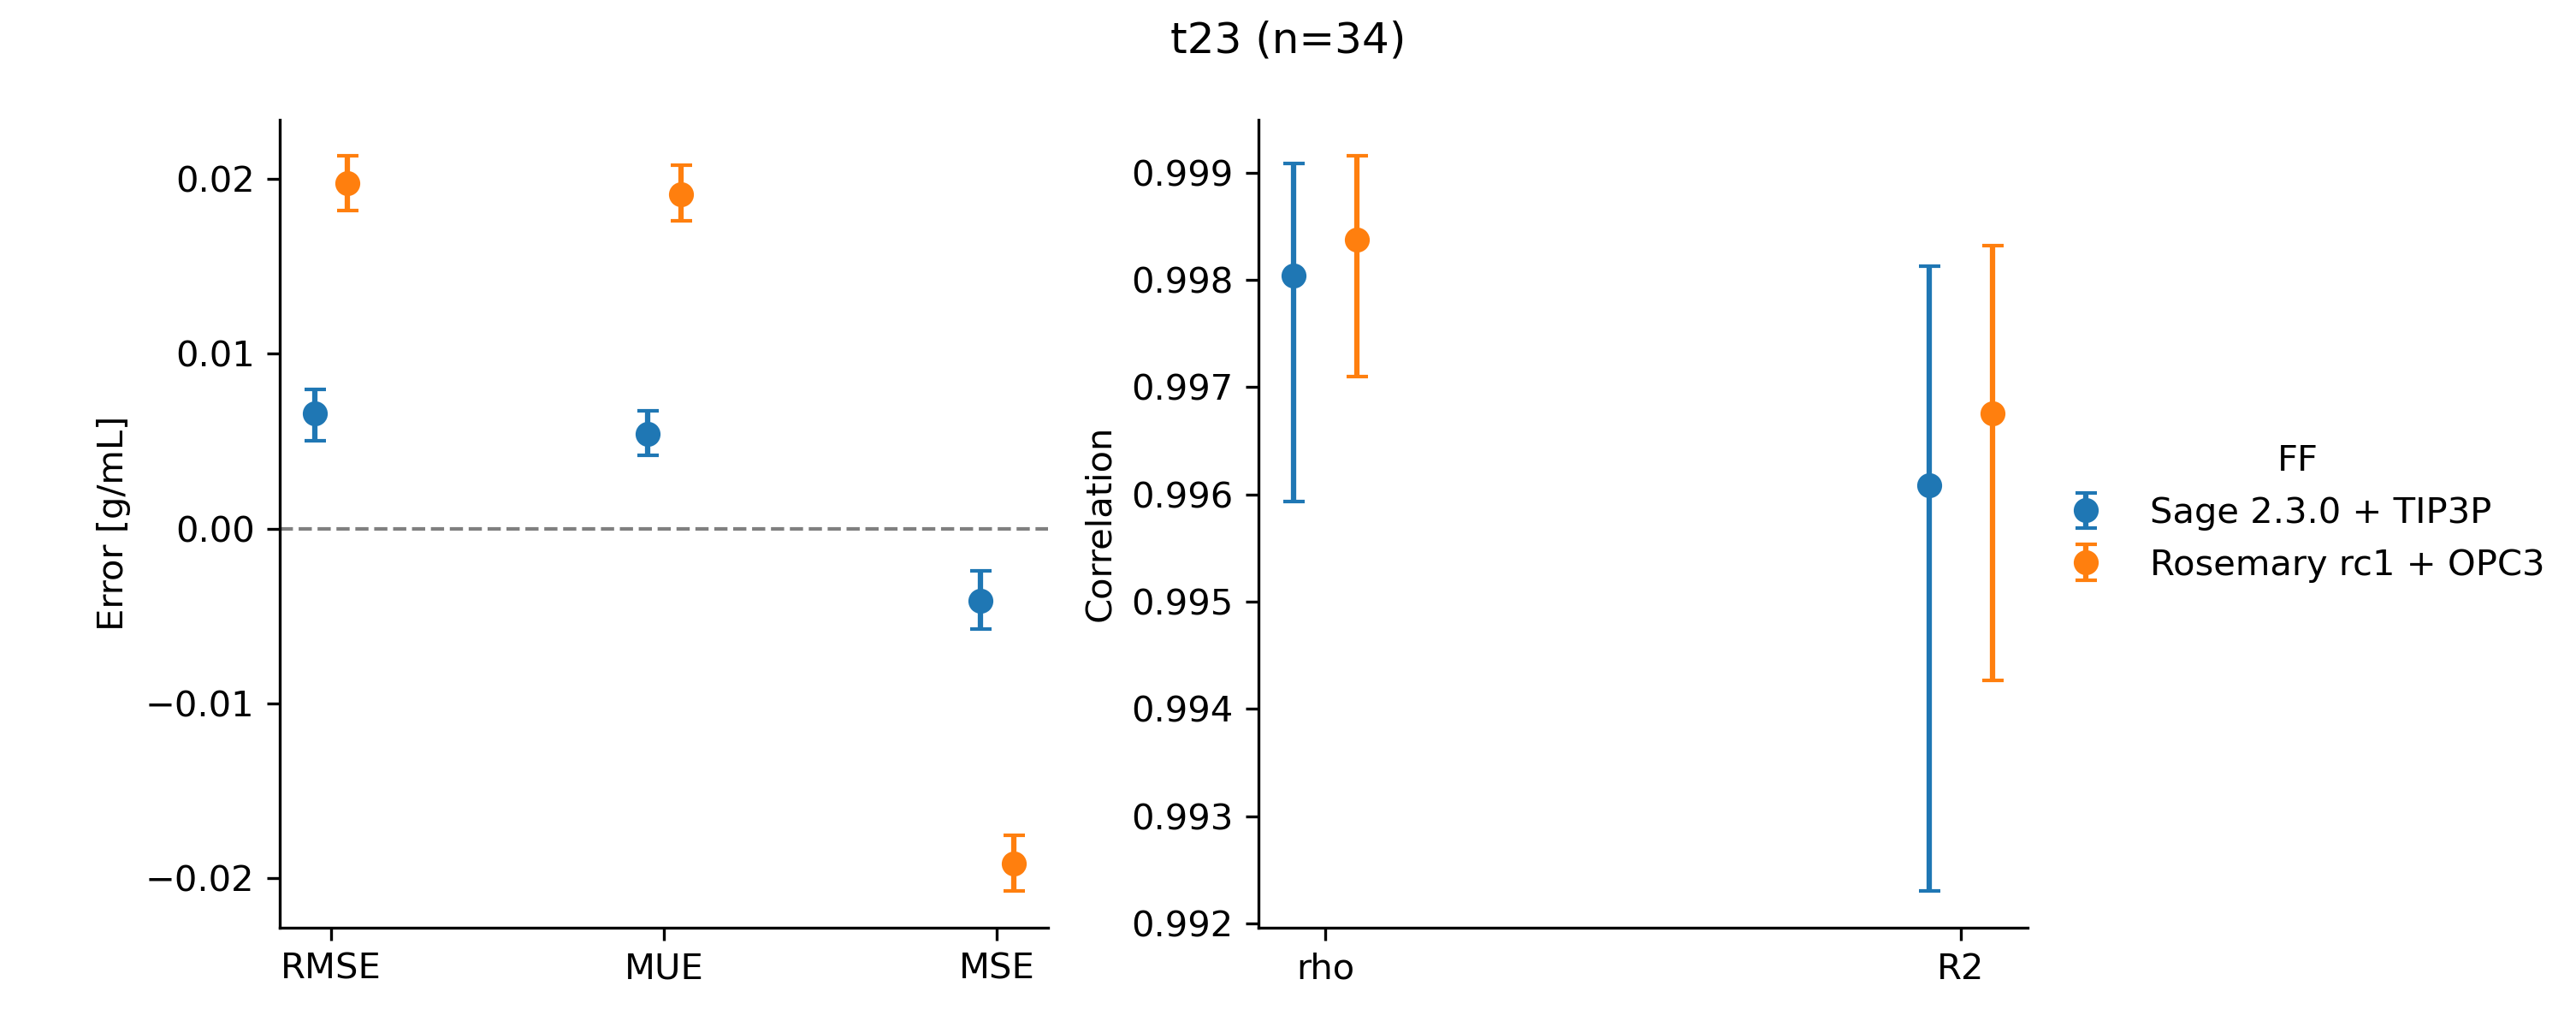 t23 (n=34)
Error [g/mL]
0.02
0.01
0.00
−0.01
−0.02
RMSE
MUE
MSE
Correlation
0.999
0.998
0.997
0.996
0.995
0.994
0.993
0.992
rho
R2
FF
Sage 2.3.0 + TIP3P
Rosemary rc1 + OPC3